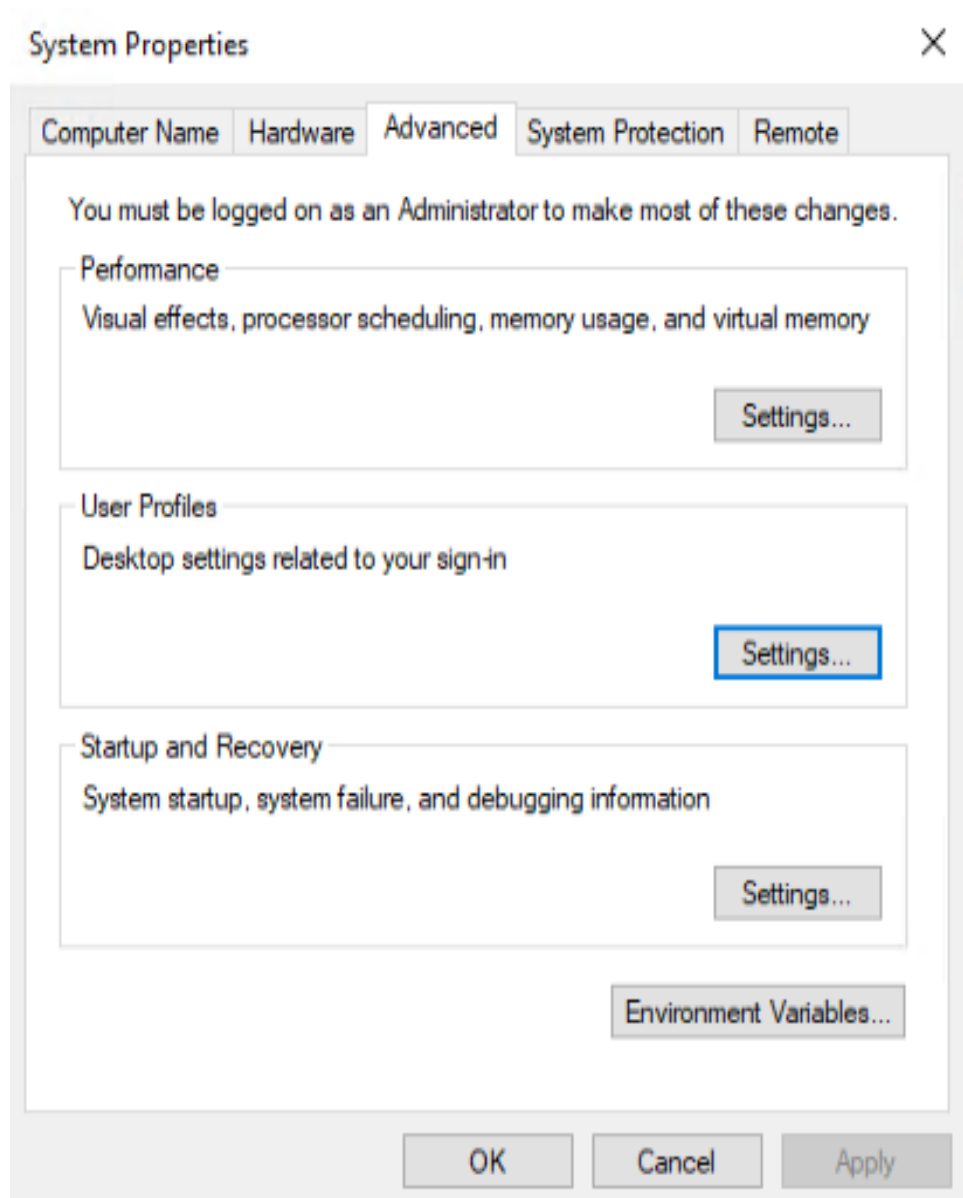 System Properties
Computer Name Hardware Advanced System Protection Remote
You must be logged on as an Administrator to make most of these changes.
Performance
Visual effects, processor scheduling, memory usage, and virtual memory
Settings...
User Profiles
Desktop settings related to your sign-in
Settings...
Startup and Recovery
System startup, system failure, and debugging information
Settings...
Environment Variables...
OK Cancel Apply